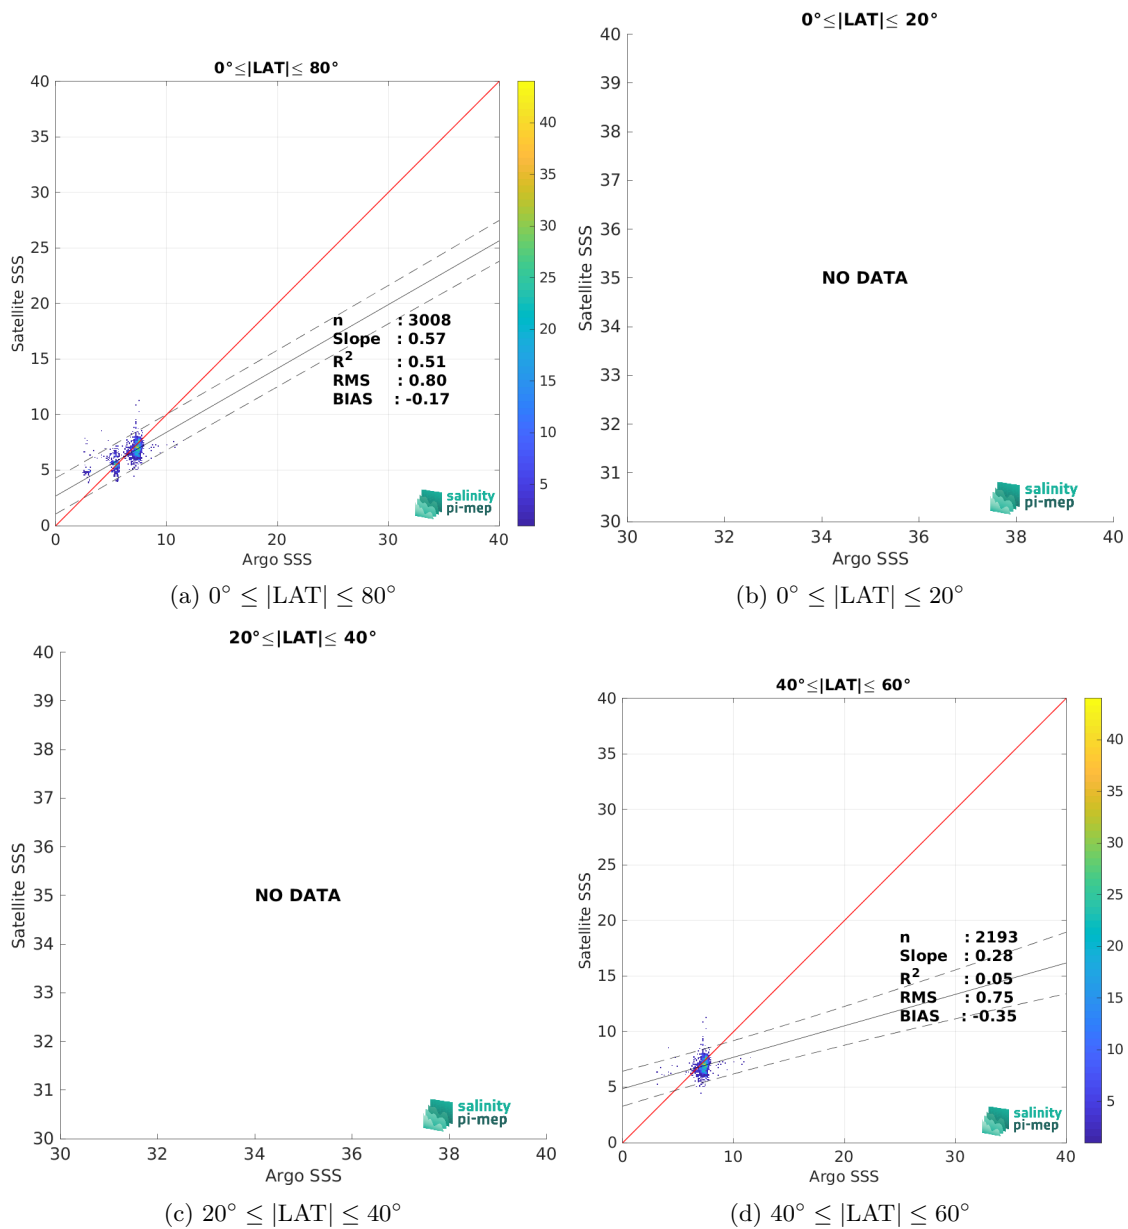 0°≤|LAT|≤ 80°
40
35
30
25
20
15
10
5
0
0
10
20
30
40
Satellite SSS
Argo SSS
n : 3008
Slope : 0.57
R² : 0.51
RMS : 0.80
BIAS : -0.17
salinity
pi-mep
40
35
30
25
20
15
10
5
(a) 0° ≤ |LAT| ≤ 80°
0°≤|LAT|≤ 20°
40
39
38
37
36
35
34
33
32
31
30
30
32
34
36
38
40
Satellite SSS
Argo SSS
NO DATA
salinity
pi-mep
(b) 0° ≤ |LAT| ≤ 20°
20°≤|LAT|≤ 40°
40
39
38
37
36
35
34
33
32
31
30
30
32
34
36
38
40
Satellite SSS
Argo SSS
NO DATA
salinity
pi-mep
(c) 20° ≤ |LAT| ≤ 40°
40°≤|LAT|≤ 60°
40
35
30
25
20
15
10
5
0
0
10
20
30
40
Satellite SSS
Argo SSS
n : 2193
Slope : 0.28
R² : 0.05
RMS : 0.75
BIAS : -0.35
salinity
pi-mep
40
35
30
25
20
15
10
5
(d) 40° ≤ |LAT| ≤ 60°